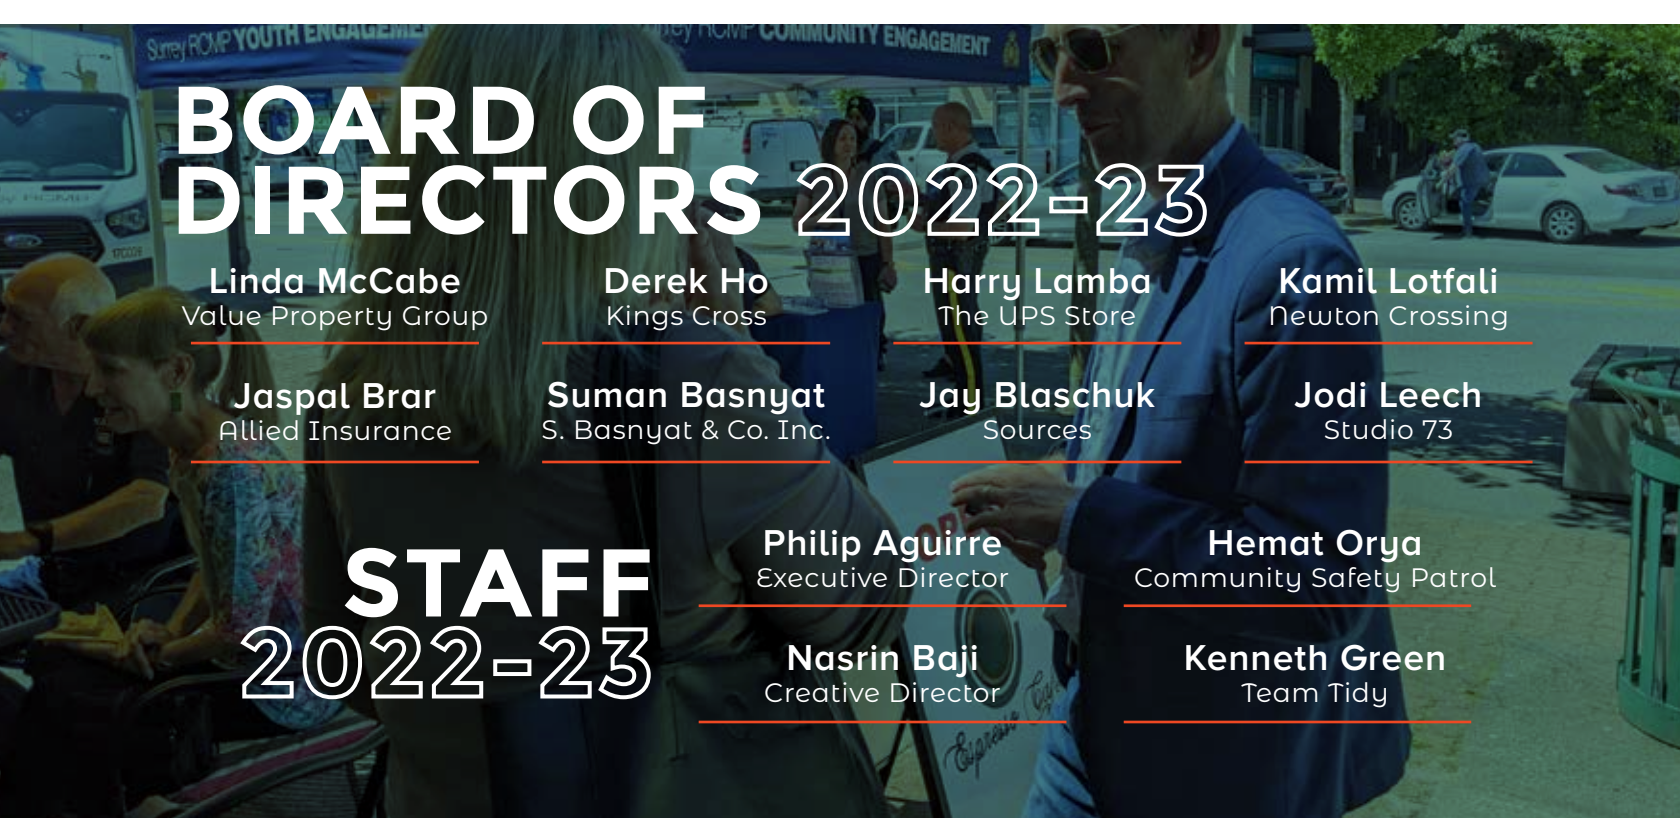 Surrey RCMP YOUTH ENGAGEMENT
Surrey RCMP COMMUNITY ENGAGEMENT
BOARD OF
DIRECTORS 2022-23
Linda McCabe
Value Property Group
Derek Ho
Kings Cross
Harry Lamba
The UPS Store
Kamil Lotfali
Newton Crossing
Jaspal Brar
Allied Insurance
Suman Basnyat
S. Basnyat & Co. Inc.
Jay Blaschuk
Sources
Jodi Leech
Studio 73
STAFF
2022-23
Philip Aguirre
Executive Director
Hemat Orya
Community Safety Patrol
Nasrin Baji
Creative Director
Kenneth Green
Team Tidy
Espresso